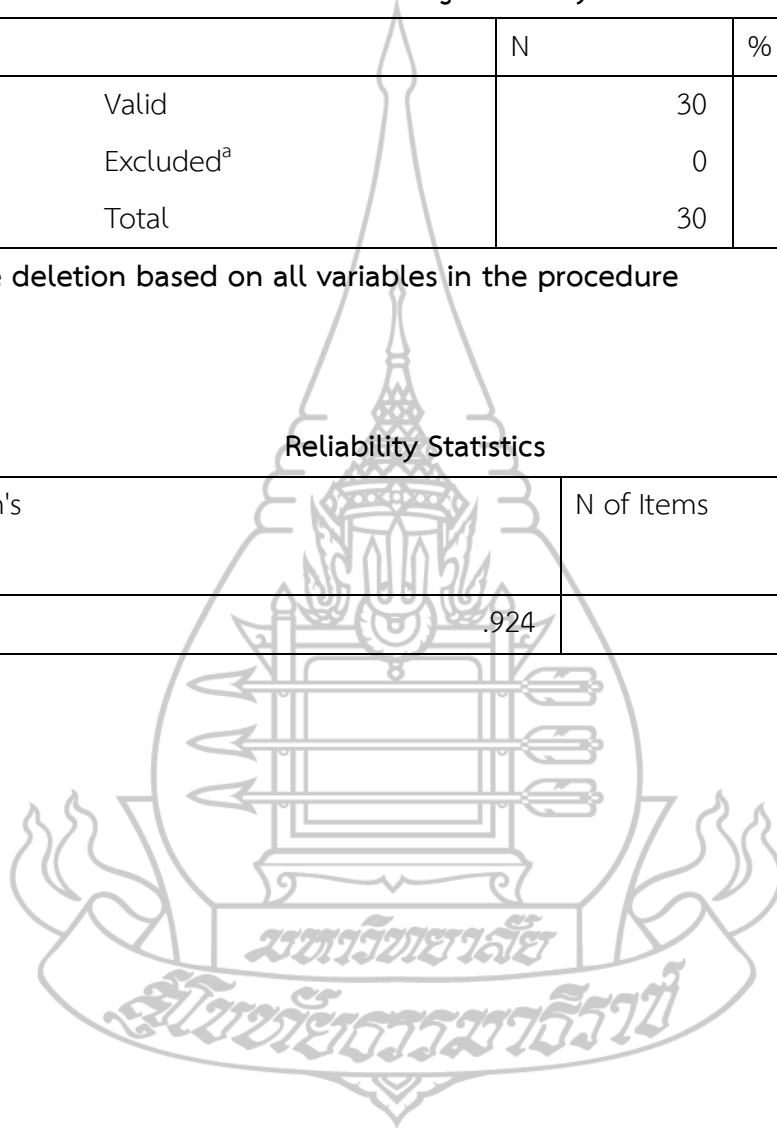 N %
Valid 30
Excludedᵃ 0
Total 30
deletion based on all variables in the procedure
Reliability Statistics
's N of Items
.924
มหาวิทยาลัย
สุโขทัยธรรมาธิราช